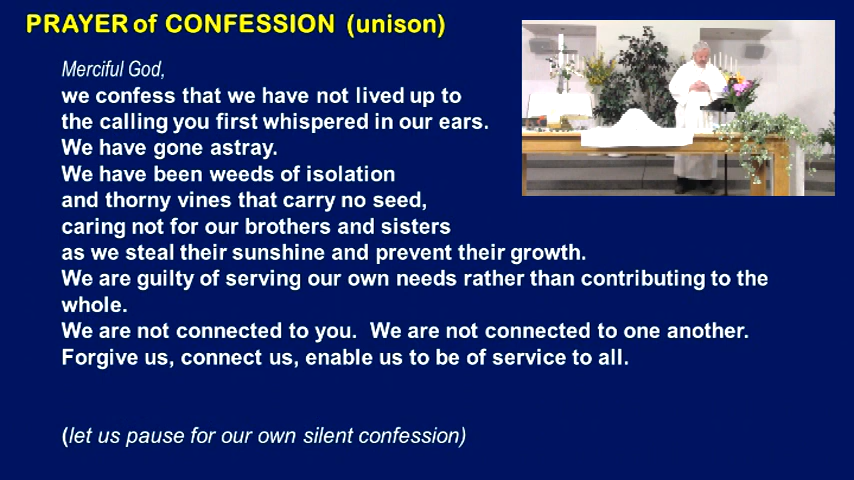 PRAYER of CONFESSION (unison)
Merciful God,
we confess that we have not lived up to
the calling you first whispered in our ears.
We have gone astray.
We have been weeds of isolation
and thorny vines that carry no seed,
caring not for our brothers and sisters
as we steal their sunshine and prevent their growth.
We are guilty of serving our own needs rather than contributing to the
whole.
We are not connected to you.  We are not connected to one another.
Forgive us, connect us, enable us to be of service to all.
(let us pause for our own silent confession)